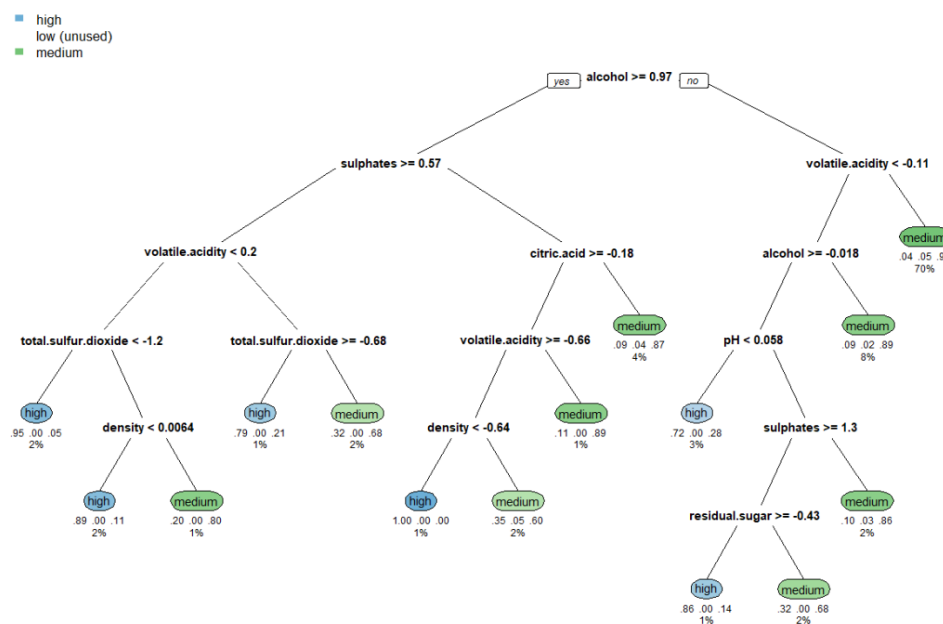 high
low (unused)
medium
yes
alcohol >= 0.97
no
sulphates >= 0.57
volatile.acidity < -0.11
volatile.acidity < 0.2
citric.acid >= -0.18
alcohol >= -0.018
medium
.04 .05 .9
70%
total.sulfur.dioxide < -1.2
total.sulfur.dioxide >= -0.68
volatile.acidity >= -0.66
medium
.09 .04 .87
4%
pH < 0.058
medium
.09 .02 .89
8%
high
.95 .00 .05
2%
density < 0.0064
high
.79 .00 .21
1%
medium
.32 .00 .68
2%
density < -0.64
medium
.11 .00 .89
1%
high
.72 .00 .28
3%
sulphates >= 1.3
high
.89 .00 .11
2%
medium
.20 .00 .80
1%
high
1.00 .00 .00
1%
medium
.35 .05 .60
2%
residual.sugar >= -0.43
medium
.10 .03 .86
2%
high
.86 .00 .14
1%
medium
.32 .00 .68
2%